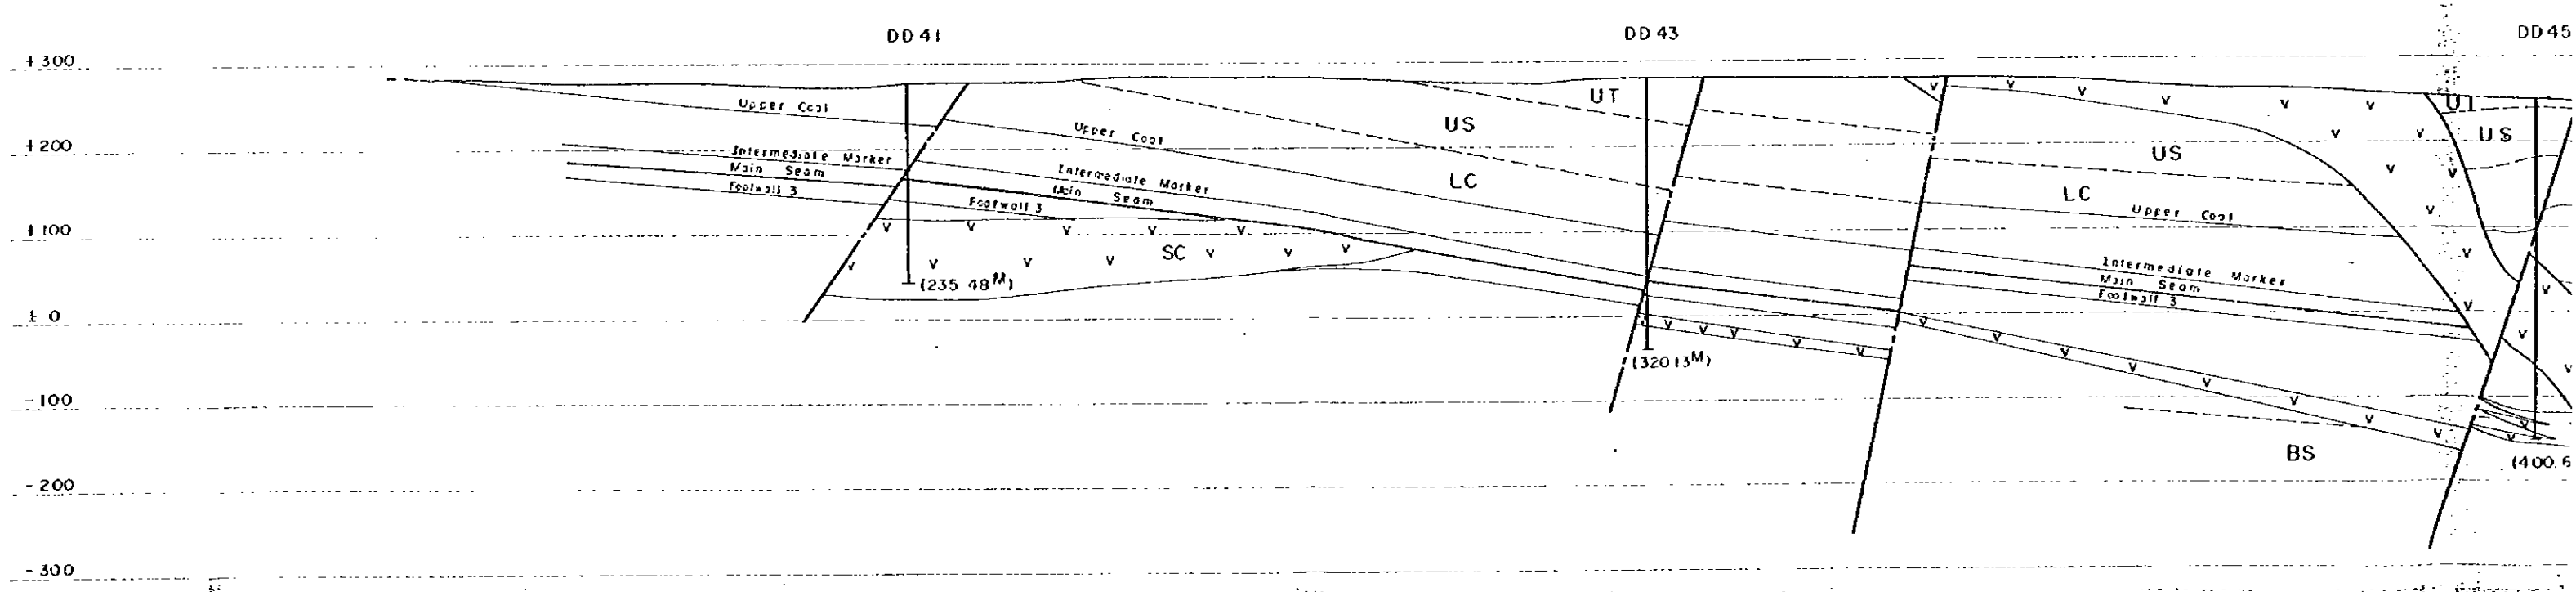 DD 41
DD 43
DD 45
+300
+200
+100
± 0
-100
-200
-300
Upper Coal
Intermediate Marker
Main Seam
Footwall 3
Upper Coal
Intermediate Marker
Main Seam
Footwall 3
SC
(235 48M)
US
LC
UT
(320 13M)
US
LC
Upper Coal
Intermediate Marker
Main Seam
Footwall 3
BS
UT
US
(400.6